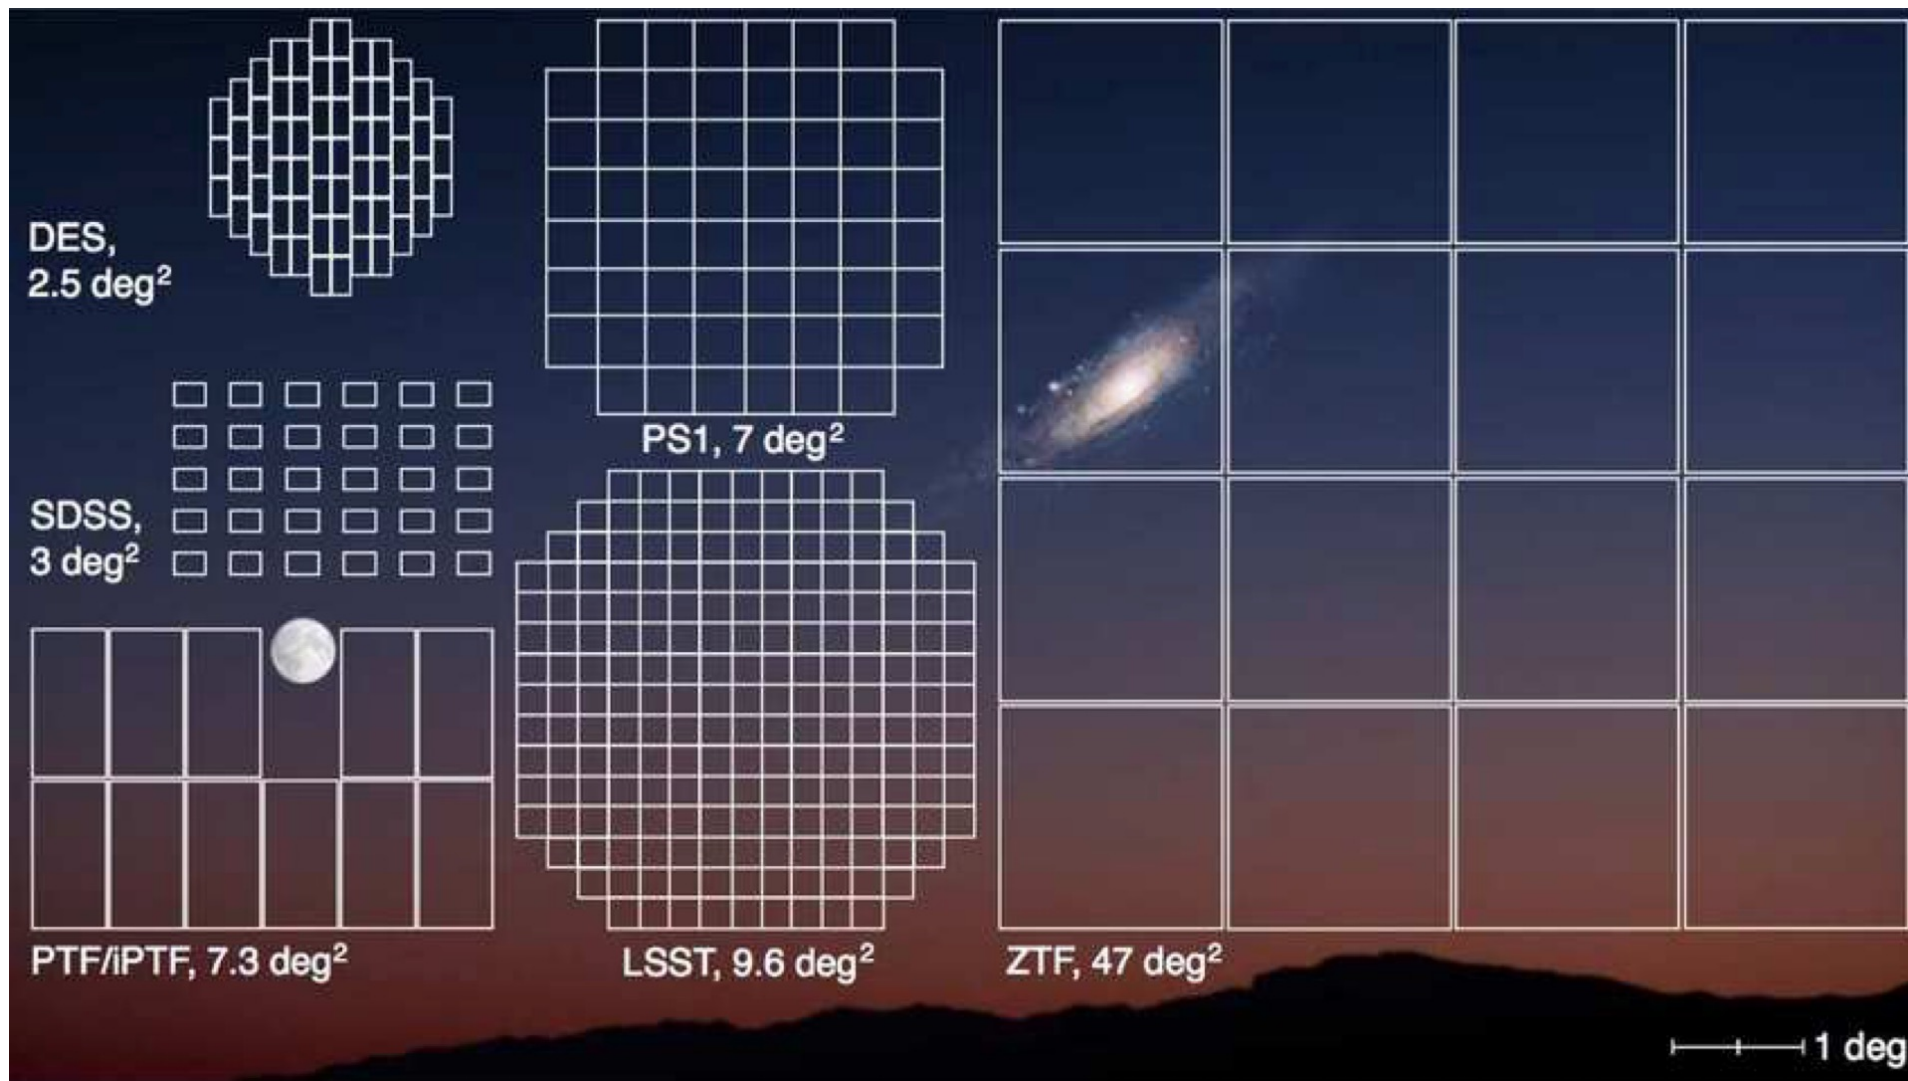 DES,
2.5 deg²
SDSS,
3 deg²
PTF/iPTF, 7.3 deg²
PS1, 7 deg²
LSST, 9.6 deg²
ZTF, 47 deg²
1 deg